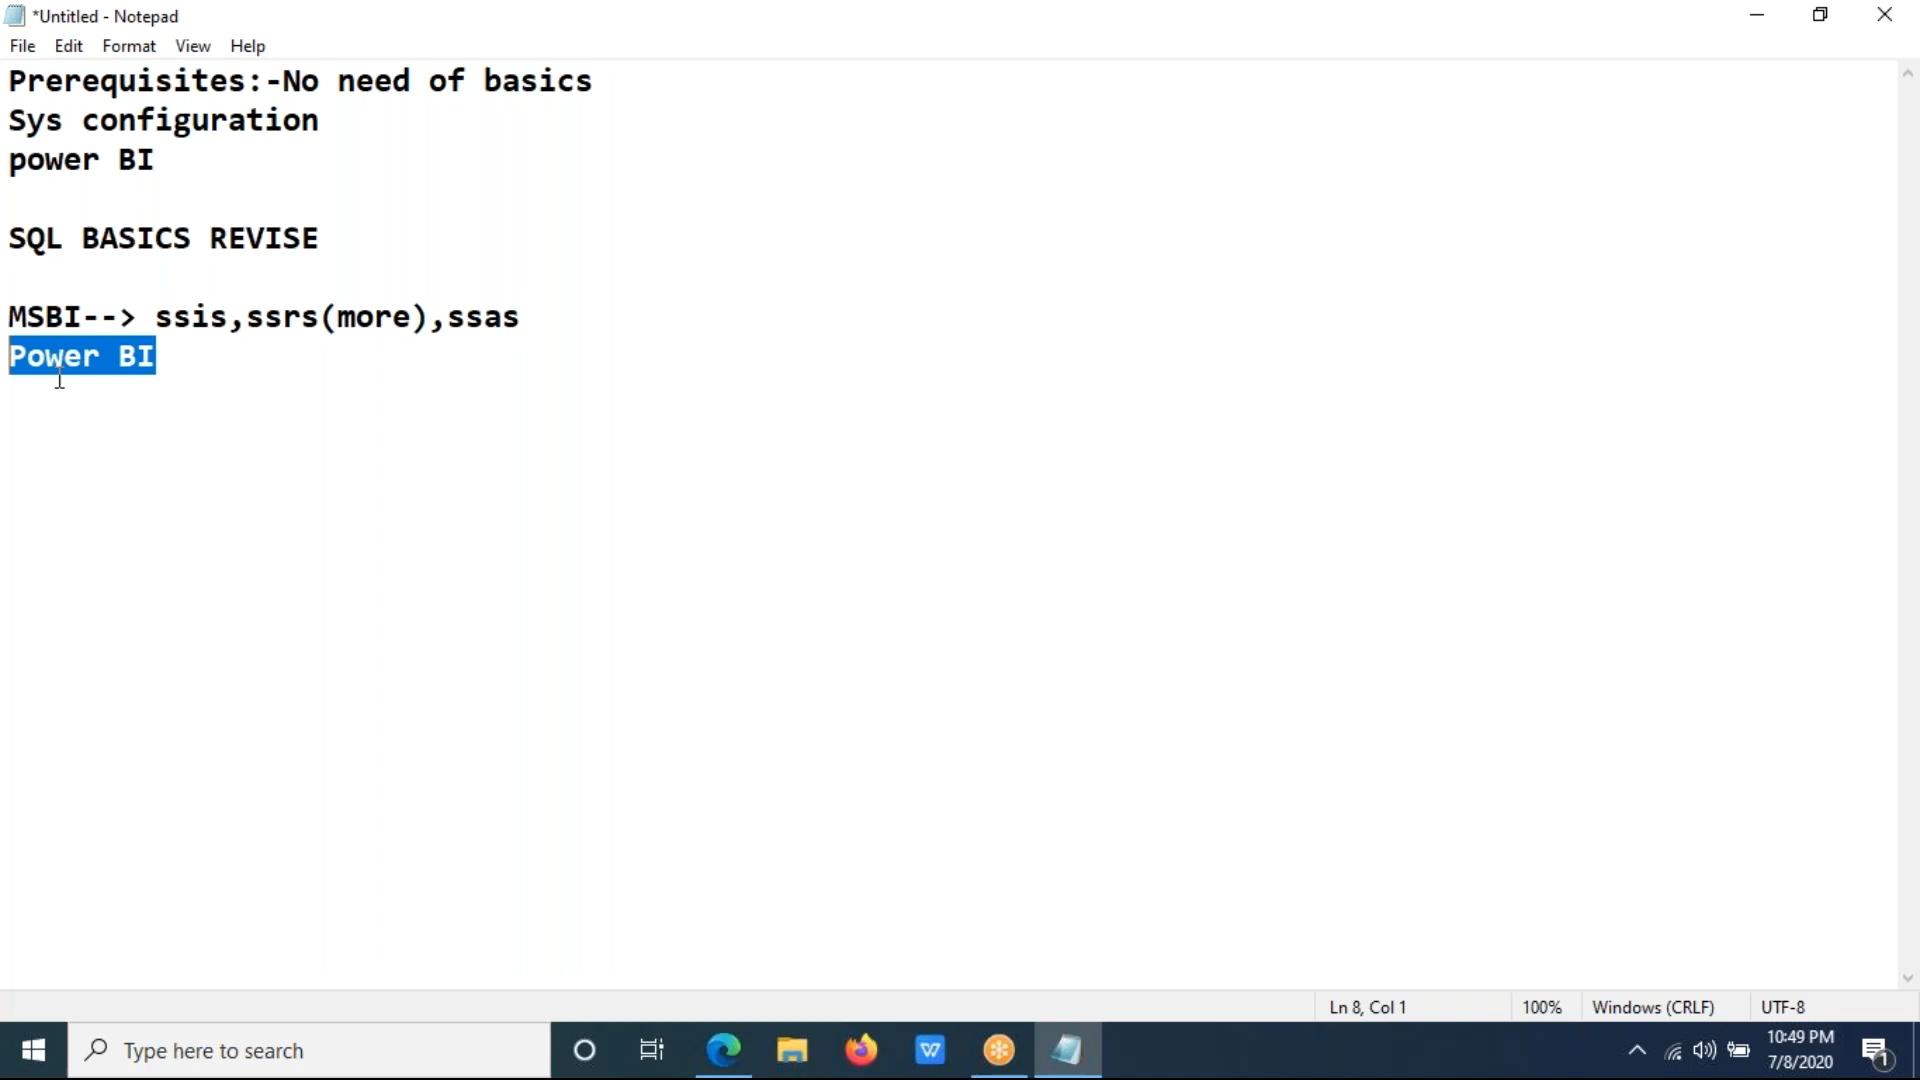 *Untitled - Notepad
File Edit Format View Help
Prerequisites:-No need of basics
Sys configuration
power BI
SQL BASICS REVISE
MSBI--> ssis,ssrs(more),ssas
Power BI
Ln 8, Col 1 100% Windows (CRLF) UTF-8
Type here to search
10:49 PM
7/8/2020
1